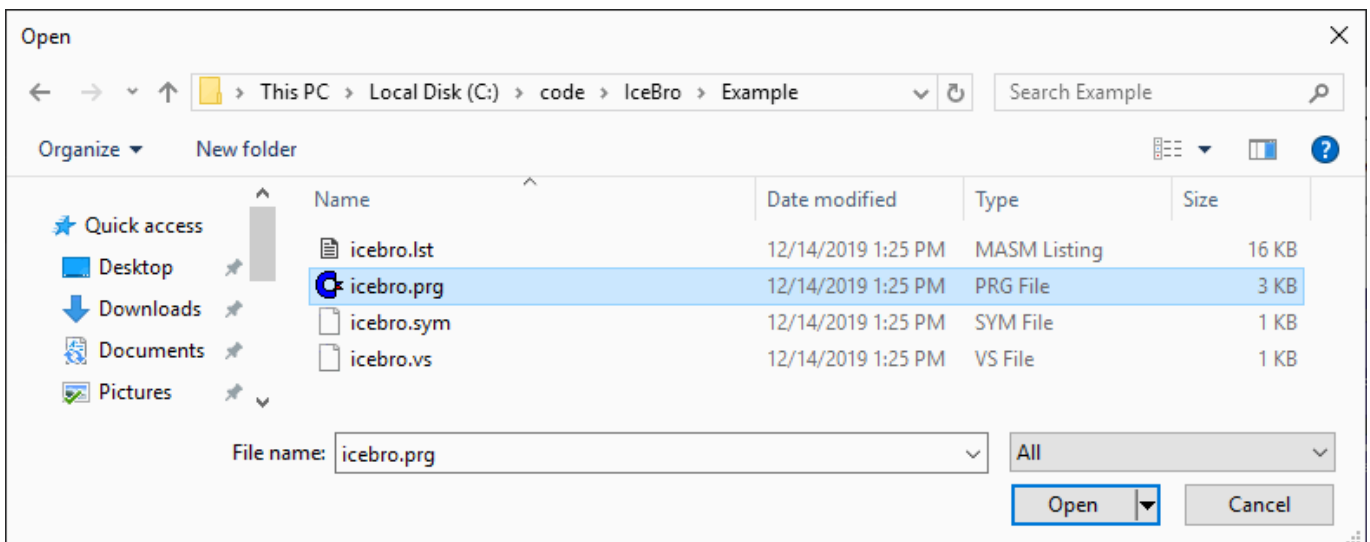 Open
This PC > Local Disk (C:) > code > IceBro > Example
Search Example
Organize
New folder
Name Date modified Type Size
Quick access
Desktop
Downloads
Documents
Pictures
icebro.lst 12/14/2019 1:25 PM MASM Listing 16 KB
icebro.prg 12/14/2019 1:25 PM PRG File 3 KB
icebro.sym 12/14/2019 1:25 PM SYM File 1 KB
icebro.vs 12/14/2019 1:25 PM VS File 1 KB
File name: icebro.prg
All
Open
Cancel